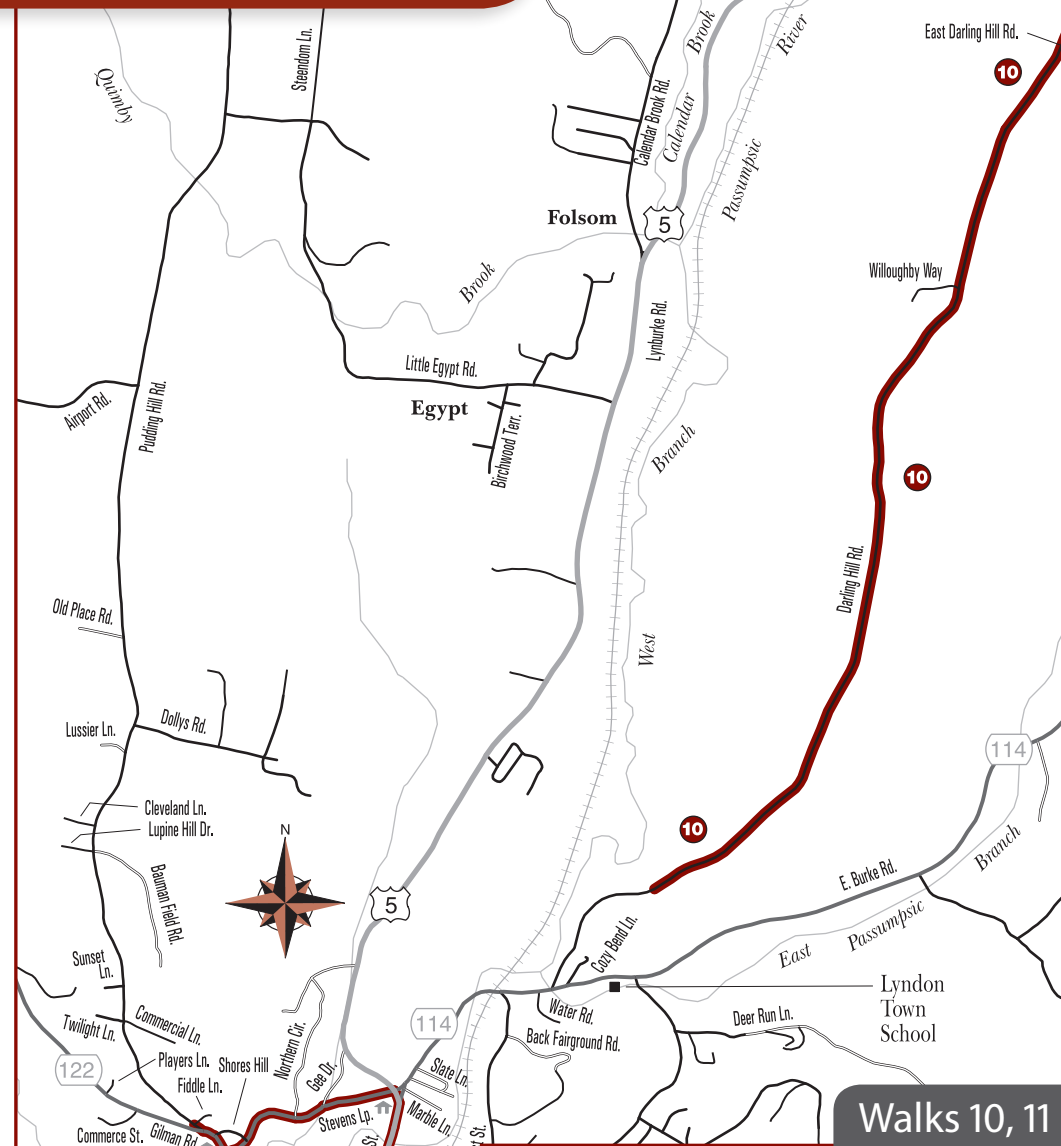 East Darling Hill Rd.
10
Steendom Ln.
Brook
River
Quimby
Calendar Brook Rd.
Calendar
Passumpsic
Folsom
5
Willoughby Way
Brook
Lynburke Rd.
Little Egypt Rd.
Airport Rd.
Pudding Hill Rd.
Egypt
Birchwood Terr.
Branch
10
Darling Hill Rd.
Old Place Rd.
West
Dollys Rd.
Lussier Ln.
114
Cleveland Ln.
Lupine Hill Dr.
N
10
Bauman Field Rd.
5
E. Burke Rd.
Branch
Passumpsic
East
Cozy Bend Ln.
Sunset
Ln.
Lyndon
Town
School
Twilight Ln.
Commercial Ln.
Northern Cir.
114
Water Rd.
Back Fairground Rd.
Deer Run Ln.
122
Players Ln.
Shores Hill
Fiddle Ln.
Gee Dr.
Slate Ln.
Marble Ln.
Stevens Lp.
Commerce St.
Gilman Rd.
St.
St.
Walks 10, 11